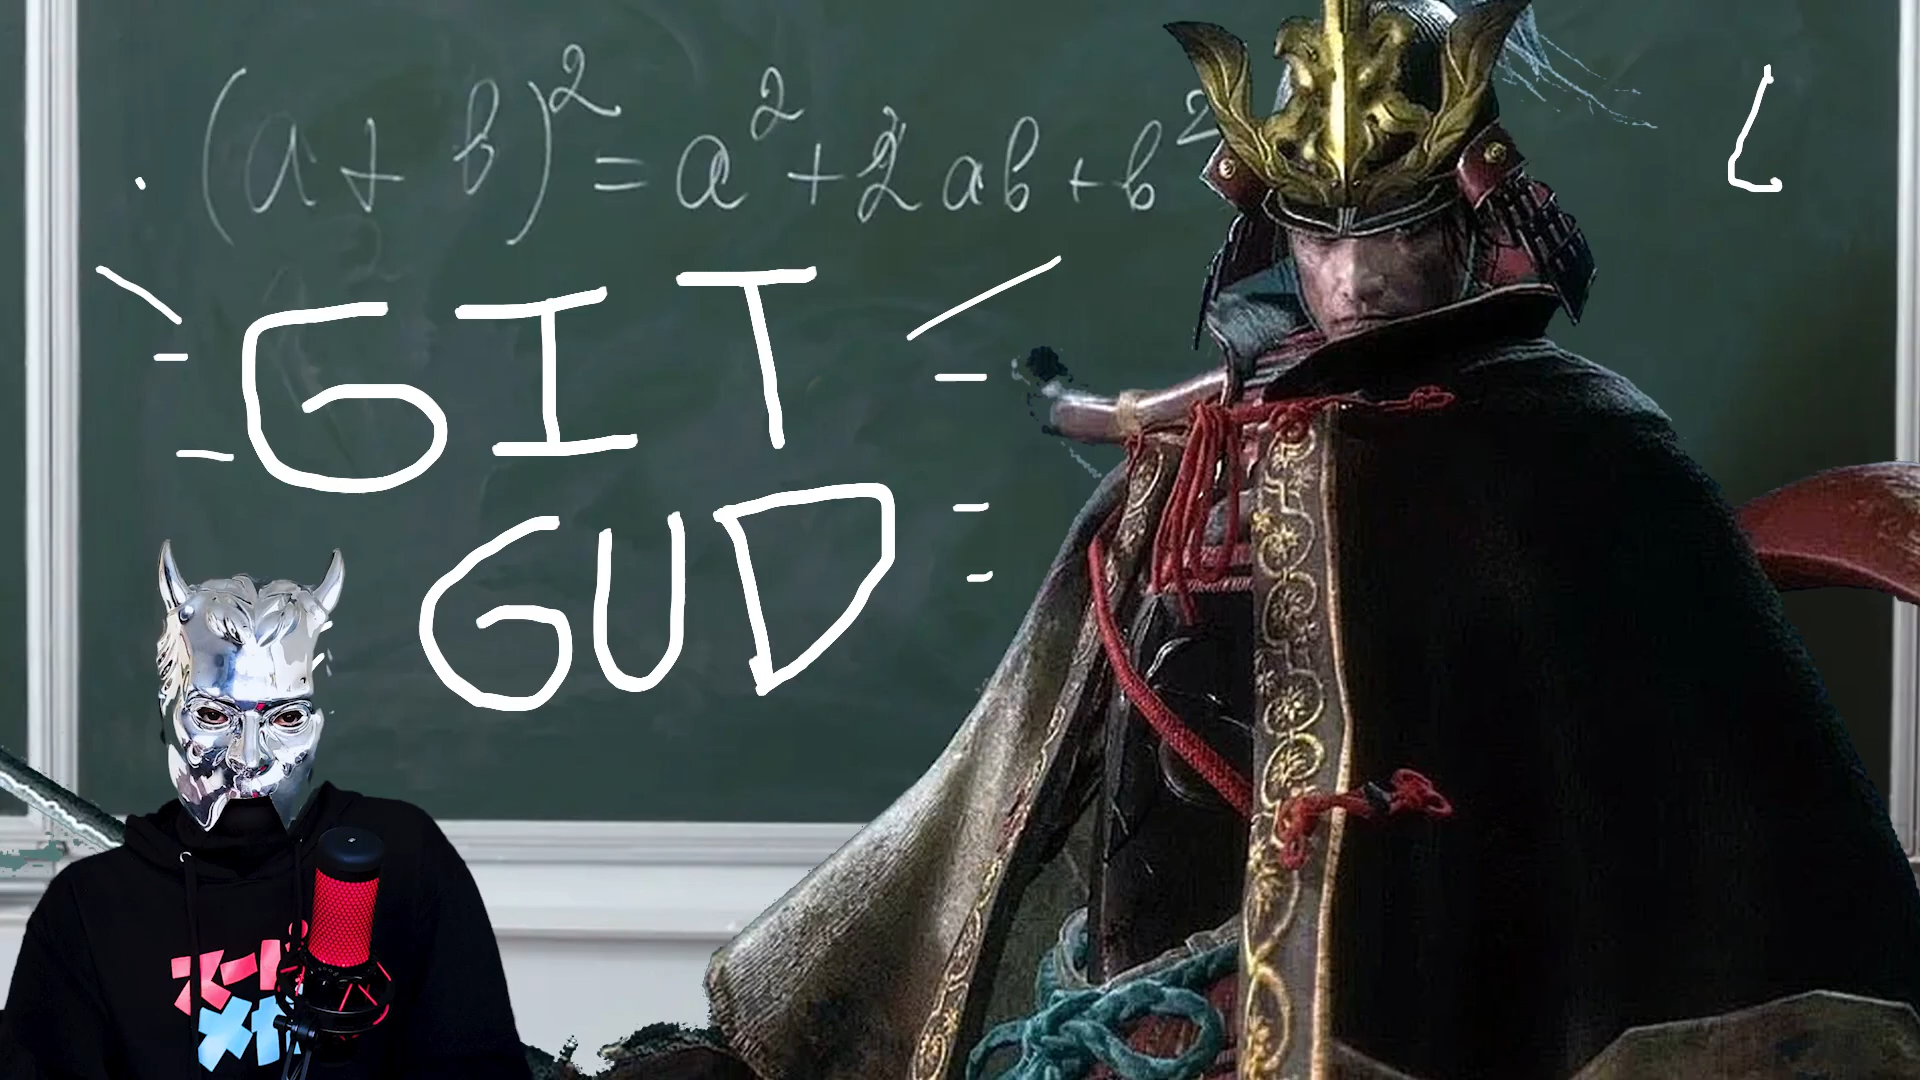 (a + b)² = a² + 2ab + b²
GIT
GUD